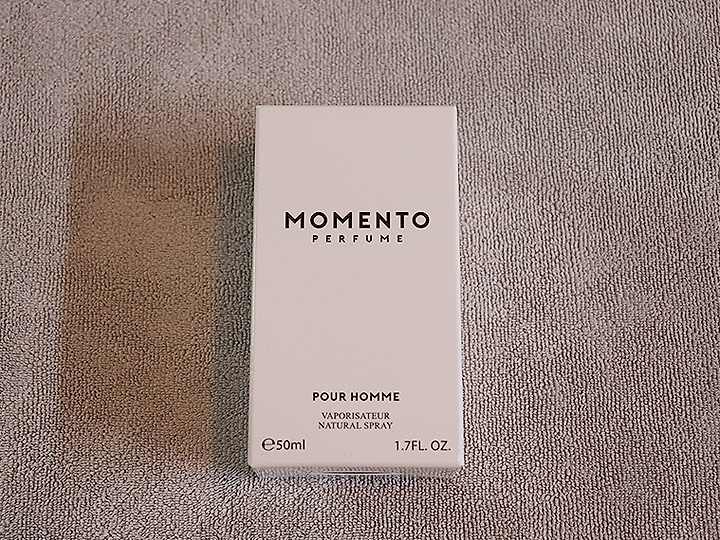 MOMENTO
PERFUME
POUR HOMME
VAPORISATEUR
NATURAL SPRAY
℮50ml 1.7FL. OZ.